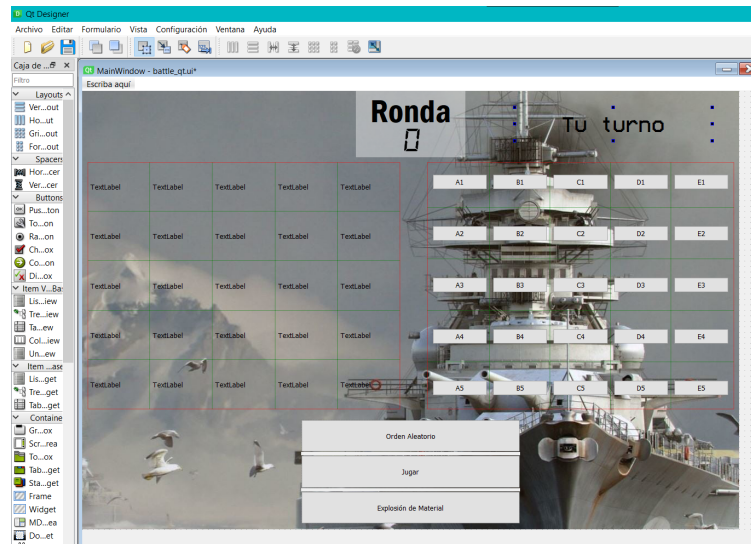 Qt Designer
Archivo Editar Formulario Vista Configuración Ventana Ayuda
Caja de ...
Filtro
Layouts
Ver...out
Ho...ut
Gri...out
For...out
Spacers
Hor...cer
Ver...cer
Buttons
Pus...ton
To...on
Ra...on
Ch...ox
Co...on
Di...ox
Item V...Ba
Lis...iew
Tre...iew
Ta...ew
Col...iew
Un...ew
Item ...ase
Lis...get
Tre...get
Tab...get
Containe
Gr...ox
Scr...rea
To...ox
Tab...get
Sta...get
Frame
Widget
MD...ea
Do...et
MainWindow - battle_qt.ui*
Escriba aquí
Ronda
0
Tu turno
TextLabel TextLabel TextLabel TextLabel TextLabel
TextLabel TextLabel TextLabel TextLabel TextLabel
TextLabel TextLabel TextLabel TextLabel TextLabel
TextLabel TextLabel TextLabel TextLabel TextLabel
TextLabel TextLabel TextLabel TextLabel TextLabel
A1 B1 C1 D1 E1
A2 B2 C2 D2 E2
A3 B3 C3 D3 E3
A4 B4 C4 D4 E4
A5 B5 C5 D5 E5
Orden Aleatorio
Jugar
Explosión de Material